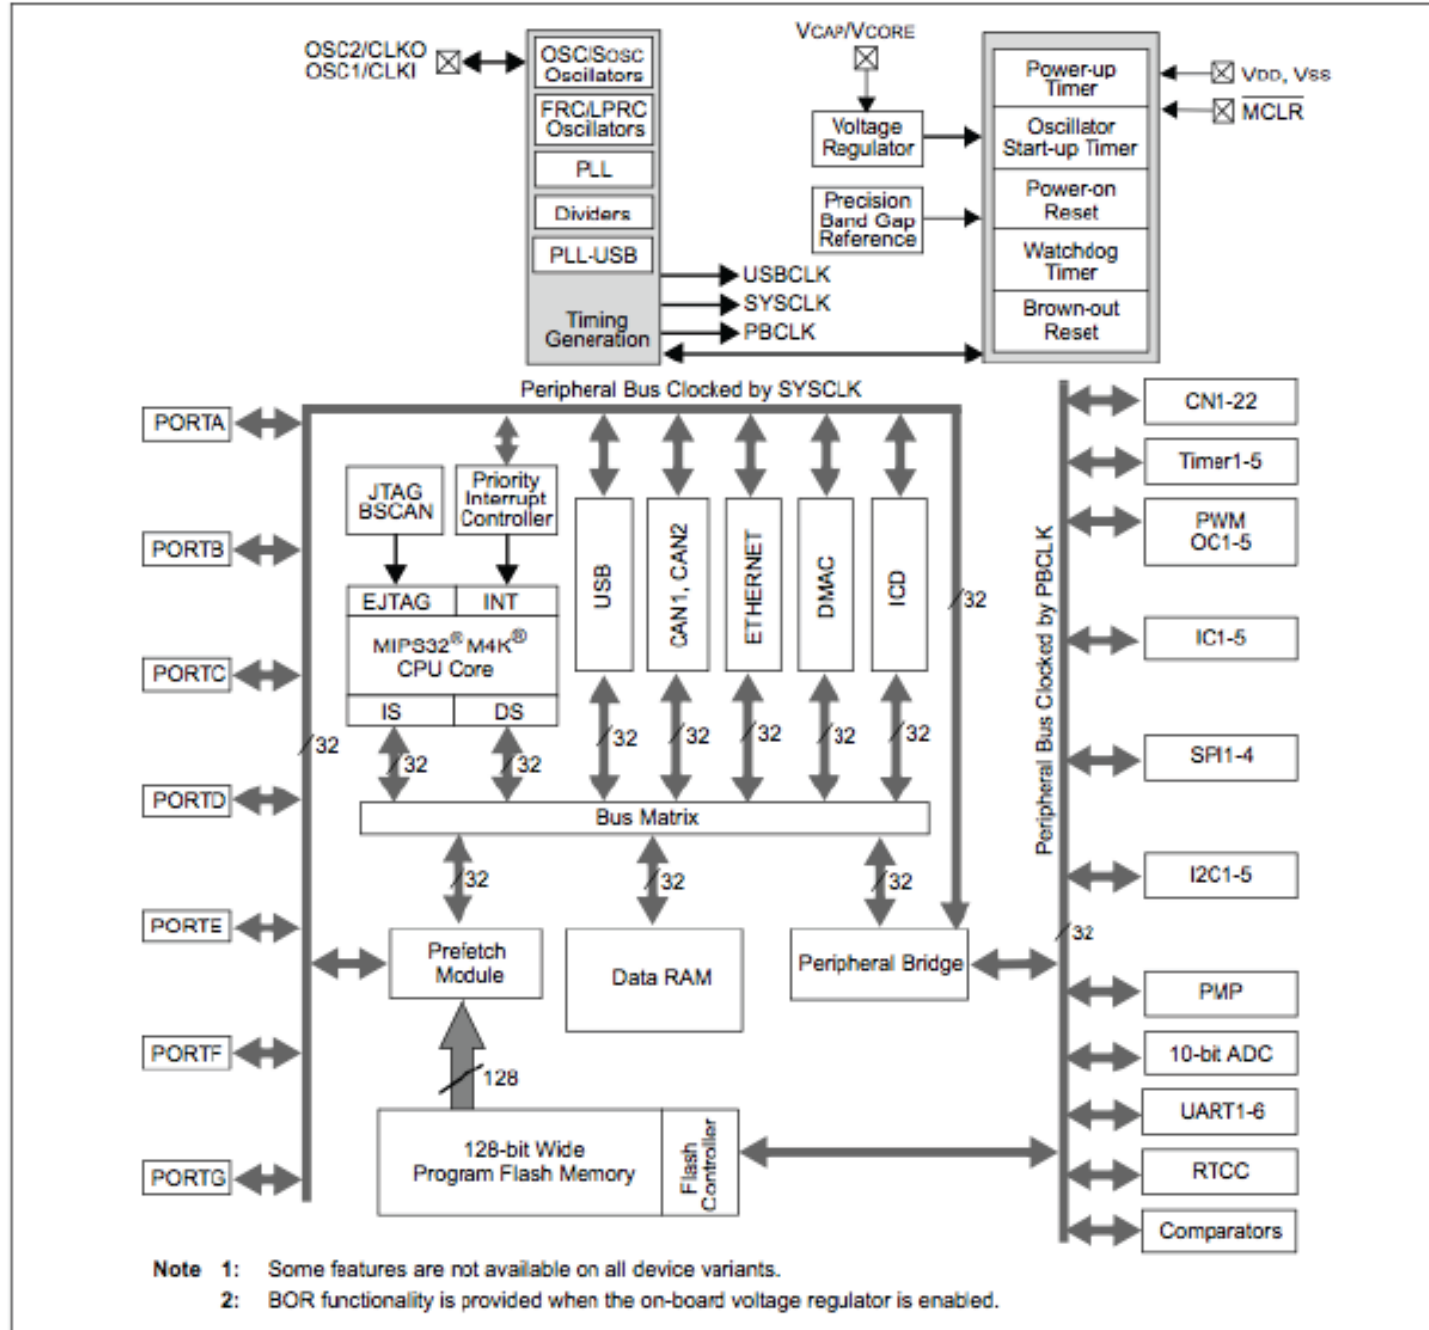 OSC2/CLKO
OSC1/CLKI
OSC/SOSC
Oscillators
FRC/LPRC
Oscillators
PLL
Dividers
PLL-USB
Timing
Generation
USBCLK
SYSCLK
PBCLK
VCAP/VCORE
Voltage
Regulator
Precision
Band Gap
Reference
Power-up
Timer
Oscillator
Start-up Timer
Power-on
Reset
Watchdog
Timer
Brown-out
Reset
VDD, VSS
MCLR
Peripheral Bus Clocked by SYSCLK
PORTA
PORTB
PORTC
PORTD
PORTE
PORTF
PORTG
32
JTAG
BSCAN
Priority
Interrupt
Controller
EJTAG
INT
MIPS32® M4K®
CPU Core
IS
DS
USB
CAN1, CAN2
ETHERNET
DMAC
ICD
32
32
32
32
32
32
32
32
Bus Matrix
32
32
32
Prefetch
Module
Data RAM
Peripheral Bridge
128
128-bit Wide
Program Flash Memory
Flash
Controller
Peripheral Bus Clocked by PBCLK
32
CN1-22
Timer1-5
PWM
OC1-5
IC1-5
SPI1-4
I2C1-5
PMP
10-bit ADC
UART1-6
RTCC
Comparators
Note 1: Some features are not available on all device variants.
2: BOR functionality is provided when the on-board voltage regulator is enabled.